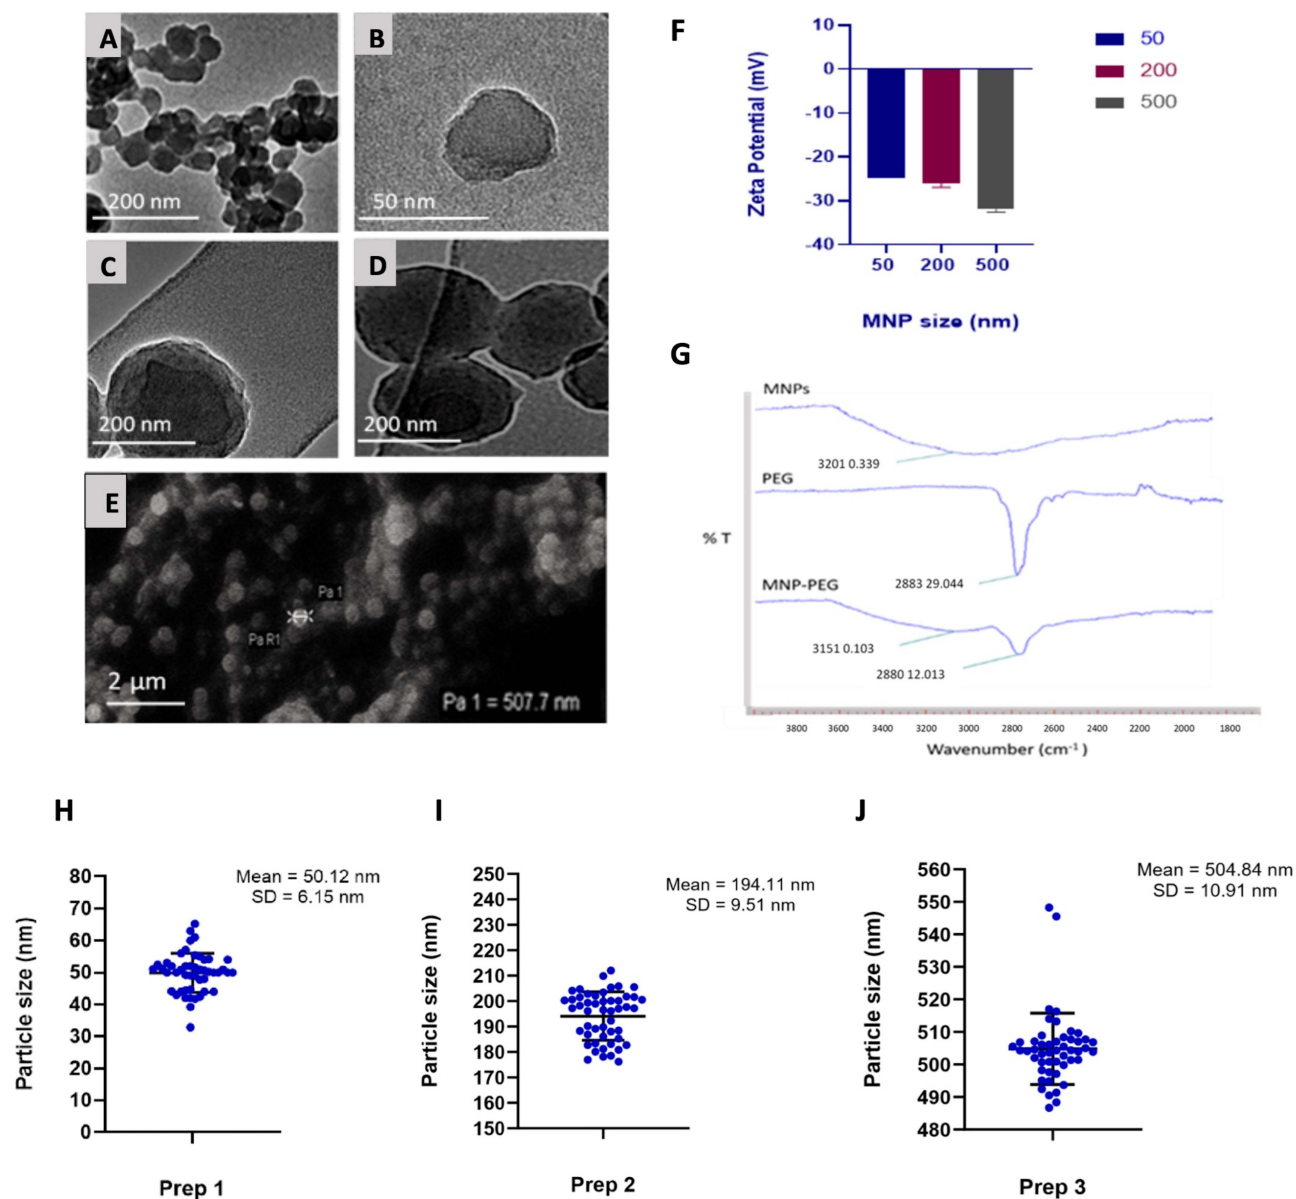 A
200 nm
B
50 nm
C
200 nm
D
200 nm
E
Pa 1
Pa R1
2 µm
Pa 1 = 507.7 nm
F
10
0
-10
-20
-30
-40
Zeta Potential (mV)
50 200 500
MNP size (nm)
50
200
500
G
MNPs
3201 0.339
PEG
% T
2883 29.044
MNP-PEG
3151 0.103
2880 12.013
3800 3600 3400 3200 3000 2800 2600 2400 2200 2000 1800
Wavenumber (cm⁻¹ )
H
Mean = 50.12 nm
SD = 6.15 nm
80
70
60
50
40
30
20
10
0
Particle size (nm)
Prep 1
I
Mean = 194.11 nm
SD = 9.51 nm
250
240
230
220
210
200
190
180
170
160
150
Particle size (nm)
Prep 2
J
Mean = 504.84 nm
SD = 10.91 nm
560
550
540
530
520
510
500
490
480
Particle size (nm)
Prep 3